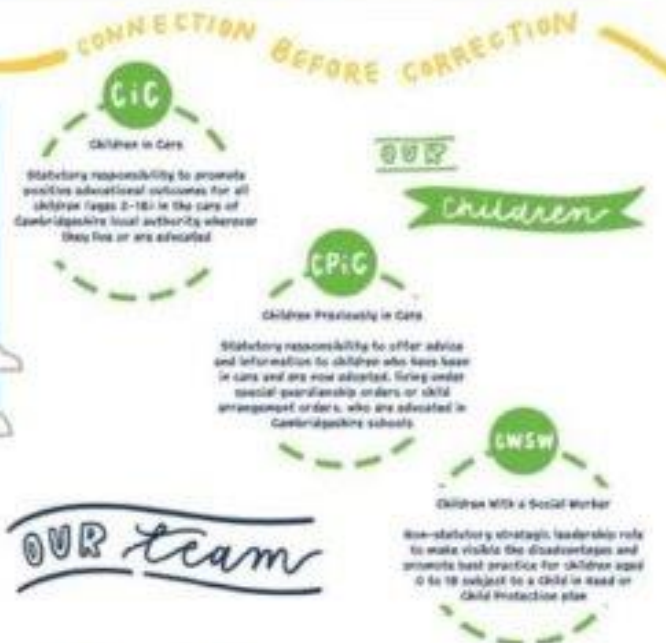 CONNECTION BEFORE CORRECTION
CiC
Children in Care
Statutory responsibility to promote
positive educational outcomes for all
children (ages 2-18) in the care of
Cambridgeshire local authority wherever
they live or are educated
OUR
Children
CPiC
Children Previously in Care
Statutory responsibility to offer advice
and information to children who have been
in care and are now adopted, living under
special guardianship orders or child
arrangement orders, who are educated in
Cambridgeshire schools
CWSW
Children With a Social Worker
Non-statutory strategic leadership role
to make visible the disadvantages and
promote best practice for children aged
0 to 18 subject to a Child in Need or
Child Protection plan
OUR team